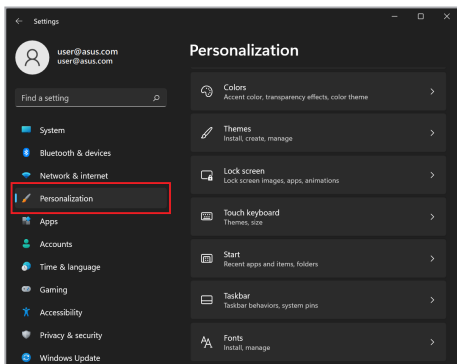 Settings
user@asus.com
user@asus.com
Find a setting
System
Bluetooth & devices
Network & internet
Personalization
Apps
Accounts
Time & language
Gaming
Accessibility
Privacy & security
Windows Update
Personalization
Colors
Accent color, transparency effects, color theme
Themes
Install, create, manage
Lock screen
Lock screen images, apps, animations
Touch keyboard
Themes, size
Start
Recent apps and items, folders
Taskbar
Taskbar behaviors, system pins
Fonts
Install, manage